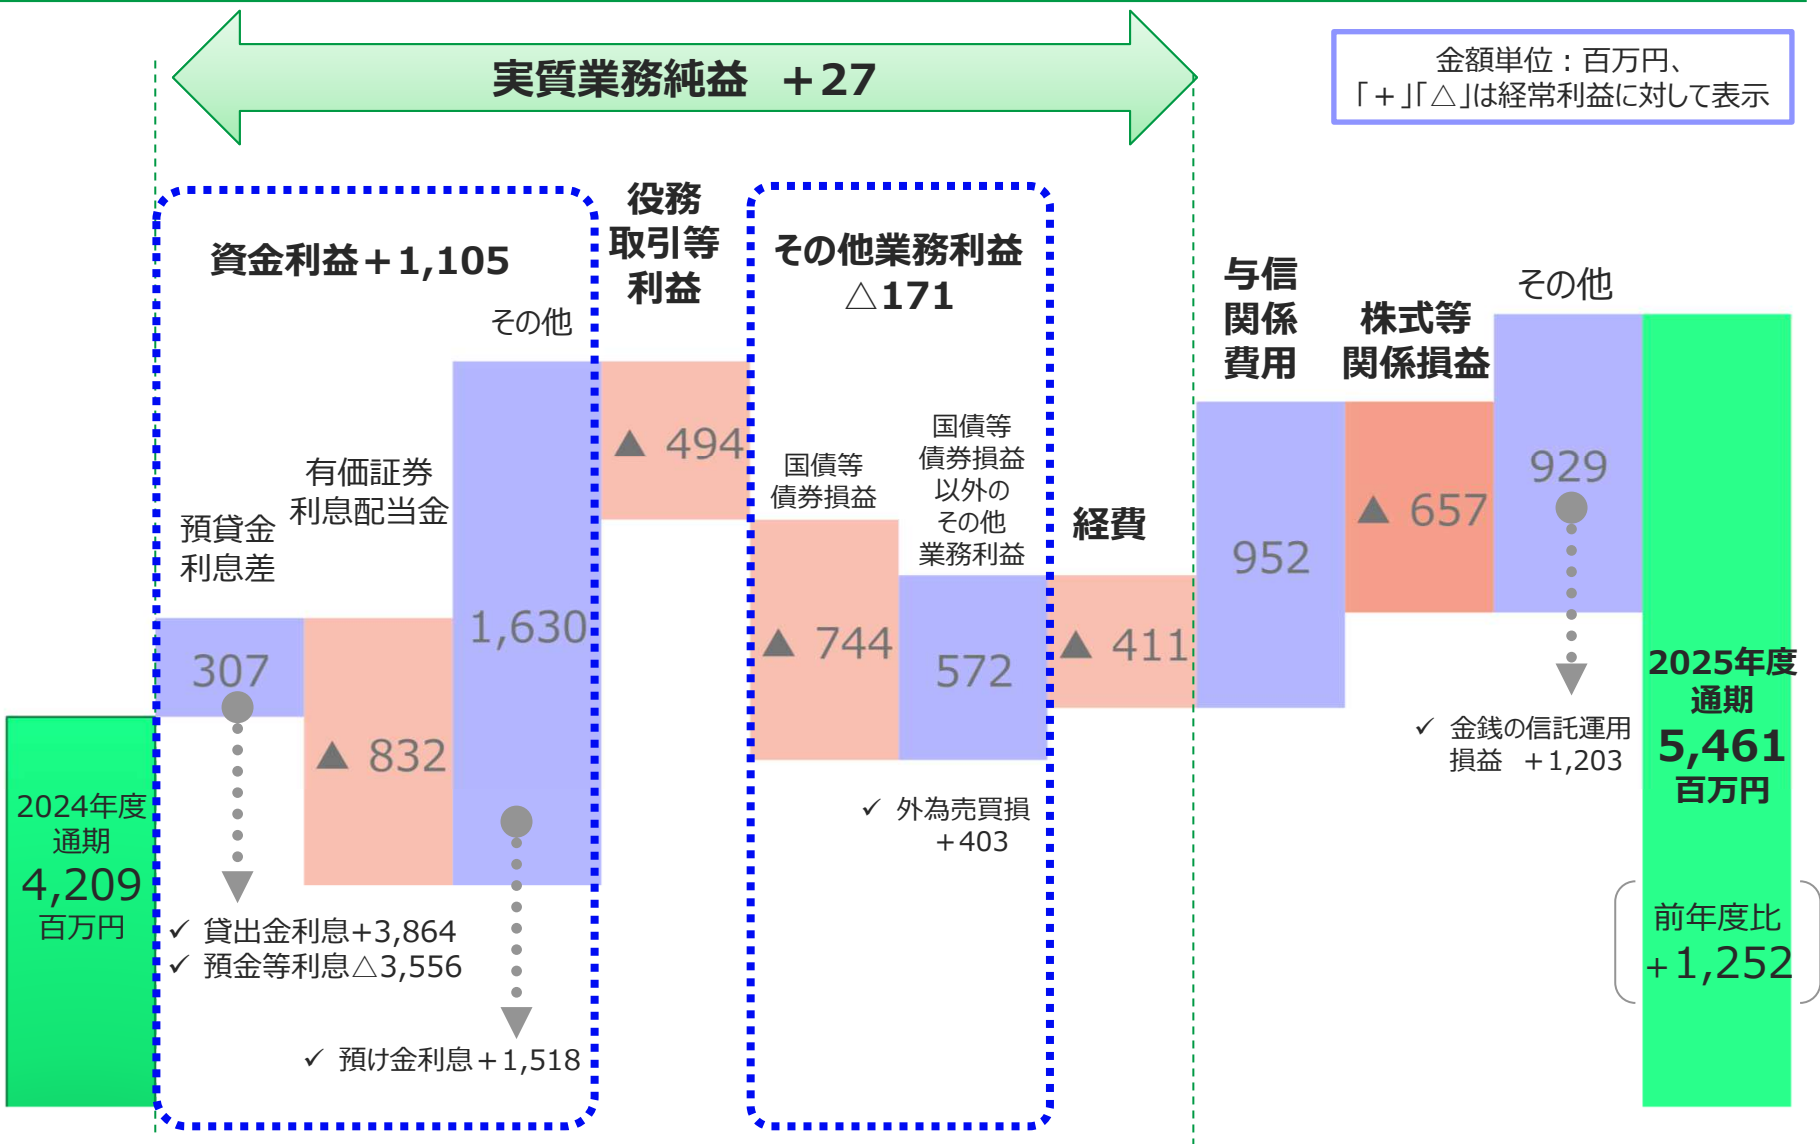 実質業務純益 +27
金額単位：百万円、
「+」「△」は経常利益に対して表示
資金利益+1,105
役務
取引等
利益
その他業務利益
△171
与信
関係
費用
株式等
関係損益
その他
その他
預貸金
利息差
有価証券
利息配当金
国債等
債券損益
国債等
債券損益
以外の
その他
業務利益
経費
307
▲ 832
1,630
▲ 494
▲ 744
572
▲ 411
952
▲ 657
929
2024年度
通期
4,209
百万円
✓ 貸出金利息+3,864
✓ 預金等利息△3,556
✓ 預け金利息+1,518
✓ 外為売買損
+403
✓ 金銭の信託運用
損益 +1,203
2025年度
通期
5,461
百万円
前年度比
+1,252